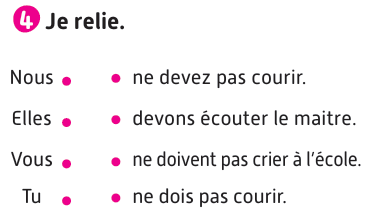 4 Je relie.
Nous ne devez pas courir.
Elles devons écouter le maitre.
Vous ne doivent pas crier à l'école.
Tu ne dois pas courir.